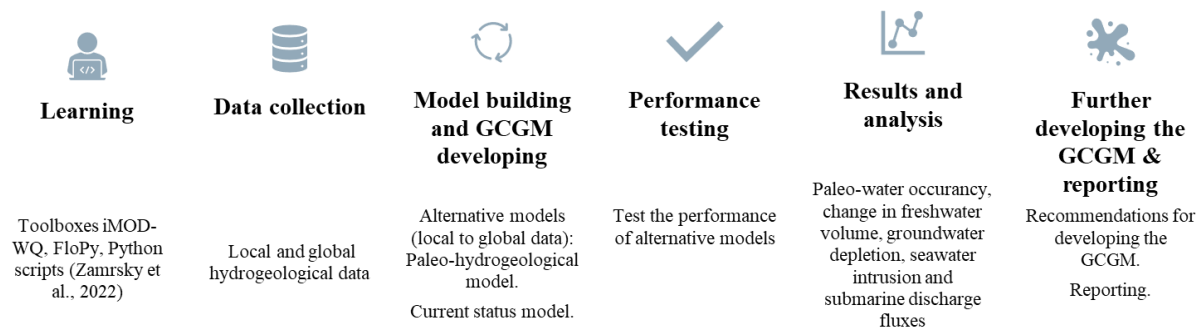 Learning
Toolboxes iMOD-
WQ, FloPy, Python
scripts (Zamrsky et
al., 2022)
Data collection
Local and global
hydrogeological data
Model building
and GCGM
developing
Alternative models
(local to global data):
Paleo-hydrogeological
model.
Current status model.
Performance
testing
Test the performance
of alternative models
Results and
analysis
Paleo-water occurancy,
change in freshwater
volume, groundwater
depletion, seawater
intrusion and
submarine discharge
fluxes
Further
developing the
GCGM &
reporting
Recommendations for
developing the
GCGM.
Reporting.